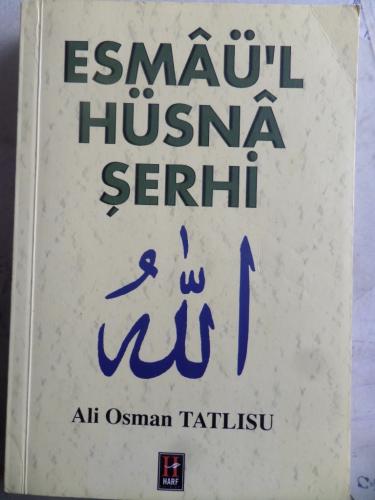 ESMÂÜ'L
HÜSNÂ
ŞERHİ
الله
Ali Osman TATLISU
H
HARF